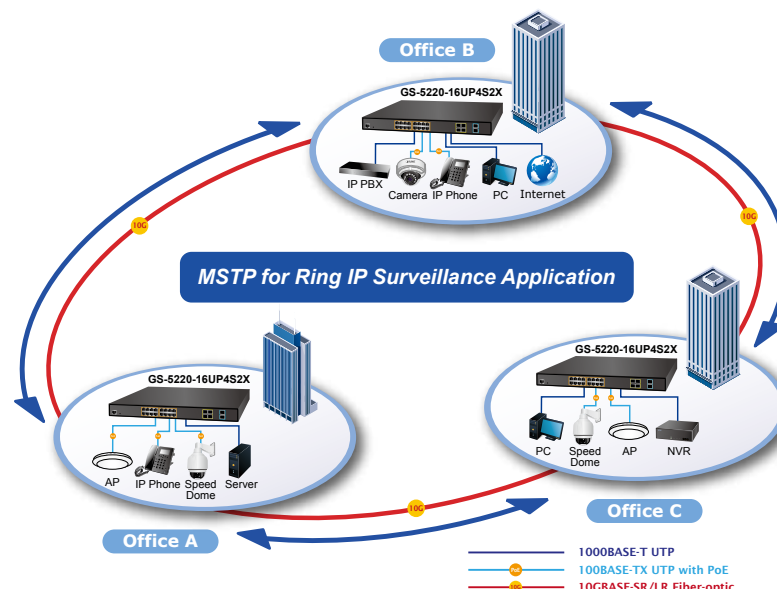 Office B
GS-5220-16UP4S2X
IP PBX
Camera
IP Phone
PC
Internet
10G
10G
MSTP for Ring IP Surveillance Application
GS-5220-16UP4S2X
AP
IP Phone
Speed
Dome
Server
Office A
GS-5220-16UP4S2X
PC
Speed
Dome
AP
NVR
Office C
10G
1000BASE-T UTP
PoE
100BASE-TX UTP with PoE
10G
10GBASE-SR/LR Fiber-optic